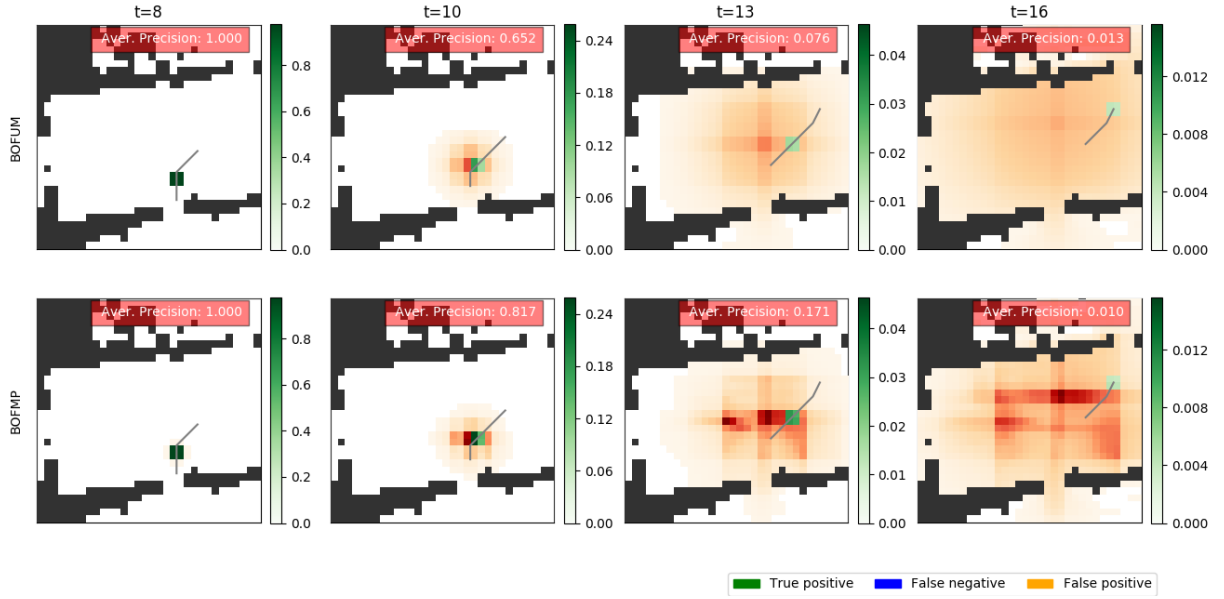 t=8
t=10
t=13
t=16
BOFUM
Aver. Precision: 1.000
0.8
0.6
0.4
0.2
0.0
Aver. Precision: 0.652
0.24
0.18
0.12
0.06
0.00
Aver. Precision: 0.076
0.04
0.03
0.02
0.01
0.00
Aver. Precision: 0.013
0.012
0.008
0.004
0.000
BOFMP
Aver. Precision: 1.000
0.8
0.6
0.4
0.2
0.0
Aver. Precision: 0.817
0.24
0.18
0.12
0.06
0.00
Aver. Precision: 0.171
0.04
0.03
0.02
0.01
0.00
Aver. Precision: 0.010
0.012
0.008
0.004
0.000
True positive
False negative
False positive